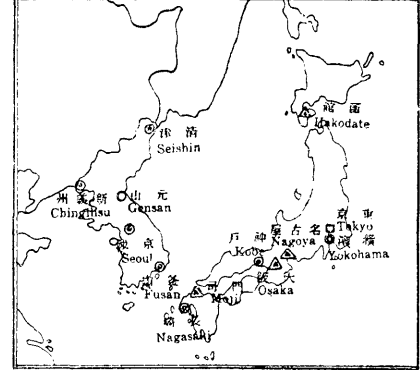 函館
Hakodate
清津
Seishin
新義州
元山
Gensan
東京
Tokyo
名古屋
Nagoya
神戸
Kobe
横濱
Yokohama
京城
Seoul
大阪
Osaka
釜山
Fusan
門司
Moji
長崎
Nagasaki